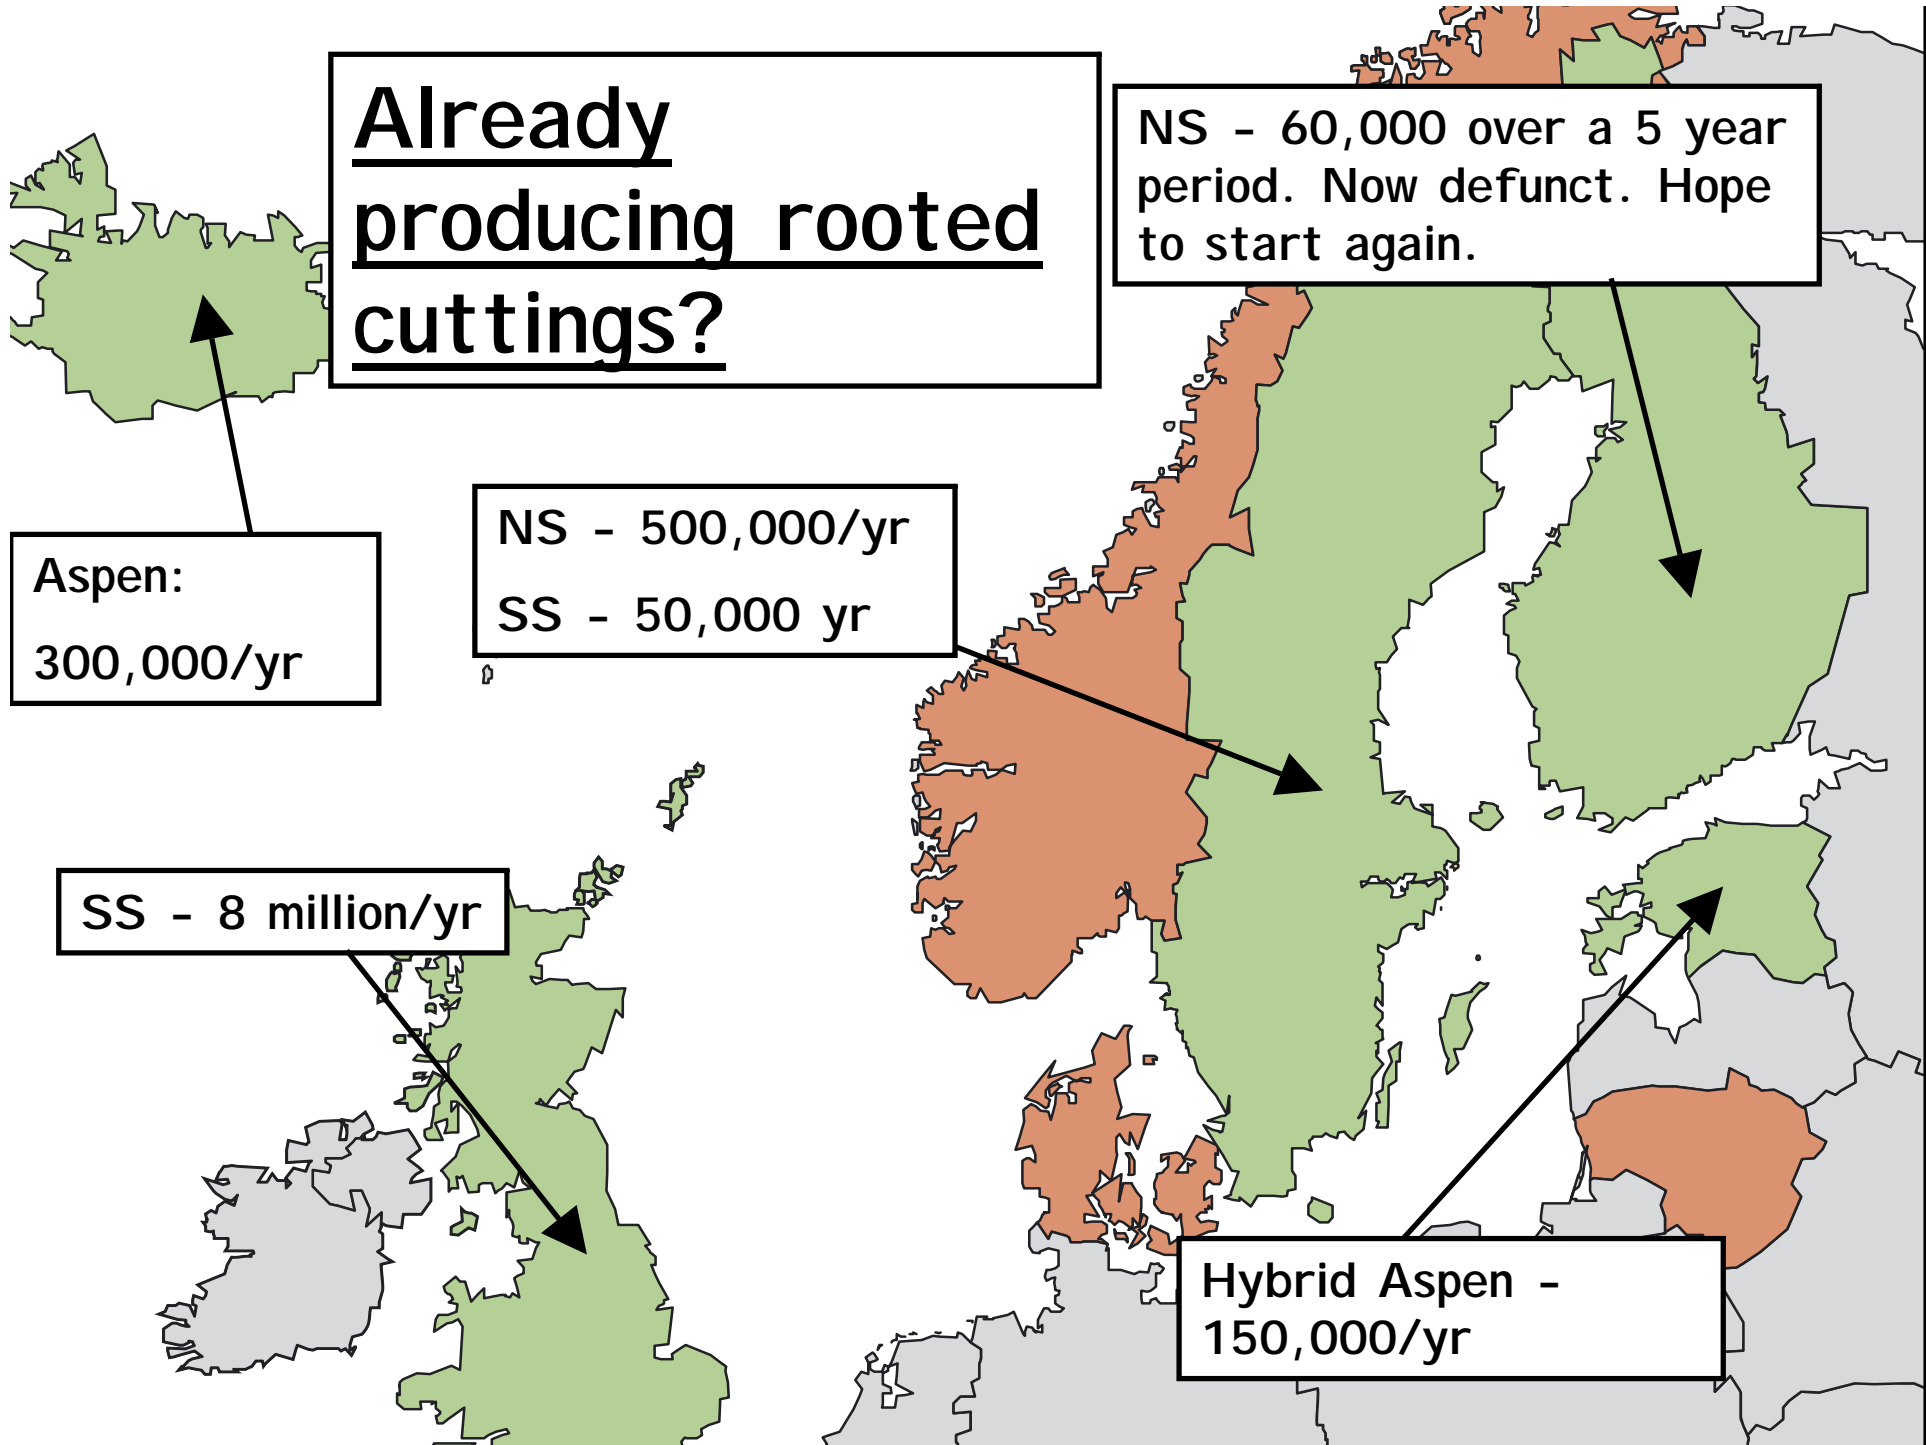 Already
producing rooted
cuttings?
NS - 60,000 over a 5 year
period. Now defunct. Hope
to start again.
NS - 500,000/yr
SS - 50,000 yr
Aspen:
300,000/yr
SS - 8 million/yr
Hybrid Aspen -
150,000/yr